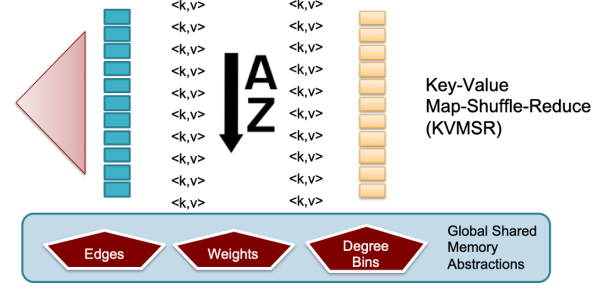 <k,v> <k,v>
<k,v> <k,v>
<k,v> <k,v>
<k,v> <k,v>
<k,v> <k,v>
<k,v> <k,v>
<k,v> <k,v>
<k,v> <k,v>
<k,v> <k,v>
<k,v> <k,v>
A
Z
Key-Value
Map-Shuffle-Reduce
(KVMSR)
Edges
Weights
Degree
Bins
Global Shared
Memory
Abstractions